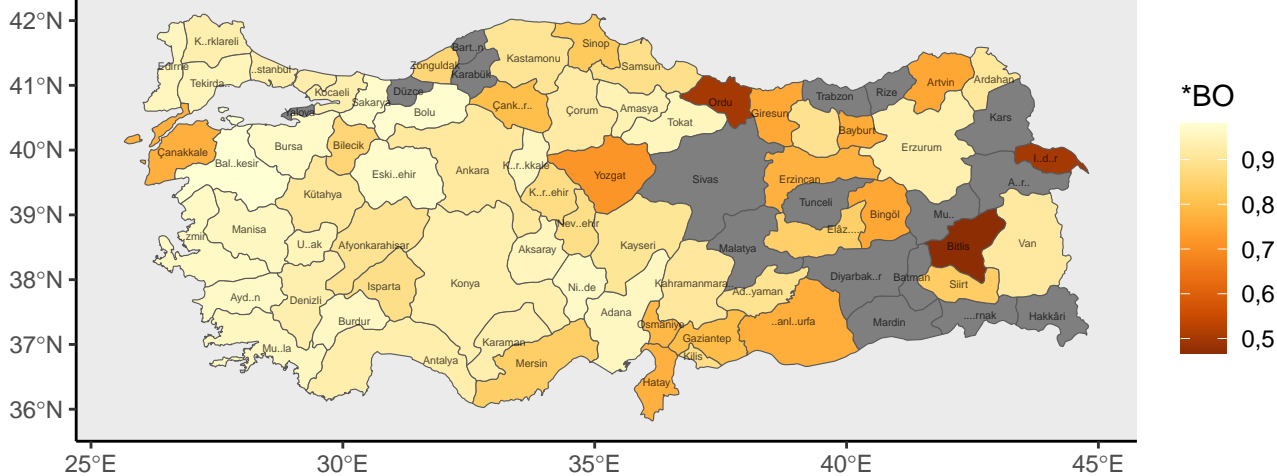 42°N
41°N
40°N
39°N
38°N
37°N
36°N
25°E
30°E
35°E
40°E
45°E
K..rklareli
Edirne
Tekirda..
..stanbul
Kocaeli
Yalova
Sakarya
Düzce
Bolu
Zonguldak
Bart..n
Karabük
Kastamonu
Sinop
Samsun
Çank..r..
Çorum
Amasya
Tokat
Ordu
Giresun
Trabzon
Rize
Artvin
Ardahan
Kars
Bayburt
Erzurum
I..d..r
A..r..
Çanakkale
Bal..kesir
Bursa
Bilecik
Eski..ehir
Ankara
K..r..kkale
Yozgat
Sivas
Erzincan
Tunceli
Bingöl
Mu..
Kütahya
K..r..ehir
Nev..ehir
Kayseri
Malatya
Elâz....
Bitlis
Van
..zmir
Manisa
U..ak
Afyonkarahisar
Aksaray
Isparta
Konya
Ni..de
Kahramanmara..
Ad..yaman
Diyarbak..r
Batman
Siirt
Ayd..n
Denizli
Burdur
Adana
Osmaniye
Gaziantep
..anl..urfa
Mardin
....rnak
Hakkâri
Mu..la
Antalya
Karaman
Mersin
Kilis
Hatay
*BO
0,9
0,8
0,7
0,6
0,5